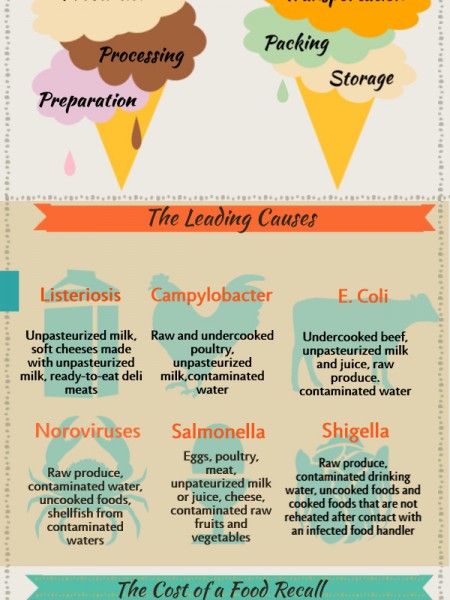 Processing
Preparation
Transportation
Packing
Storage
The Leading Causes
Listeriosis
Unpasteurized milk,
soft cheeses made
with unpasteurized
milk, ready-to-eat deli
meats
Campylobacter
Raw and undercooked
poultry,
unpasteurized
milk,contaminated
water
E. Coli
Undercooked beef,
unpasteurized milk
and juice, raw
produce.
contaminated water
Noroviruses
Raw produce,
contaminated water,
uncooked foods,
shellfish from
contaminated
waters
Salmonella
Eggs, poultry,
meat,
unpateurized milk
or juice, cheese,
contaminated raw
fruits and
vegetables
Shigella
Raw produce,
contaminated drinking
water, uncooked foods and
cooked foods that are not
reheated after contact with
an infected food handler
The Cost of a Food Recall